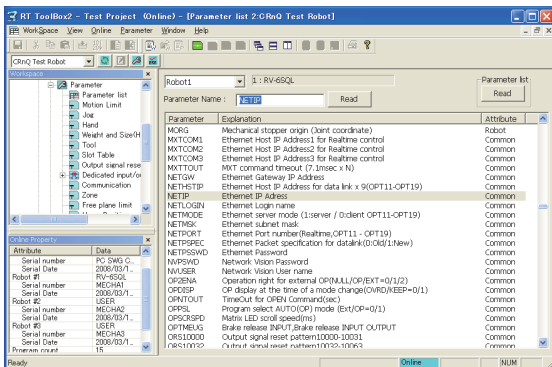 RT ToolBox2 - Test Project (Online) - [Parameter list 2:CRnQ Test Robot]
WorkSpace View Online Parameter Window Help
CRnQ Test Robot
Workspace
Parameter
Parameter list
Motion Limit
Jog
Hand
Weight and Size(H
Tool
Slot Table
Output signal rese
Dedicated input/ou
Communication
Zone
Free plane limit
Online Property
Attribute Data
Serial number PC SWG C..
Serial Date 2008/03/1..
Robot #1 RV-6SQL
Serial number MECHA1
Serial Date 2008/03/1..
Robot #2 USER
Serial number MECHA2
Serial Date 2008/03/1..
Robot #3 USER
Serial number MECHA3
Serial Date 2008/03/1..
Program count 15
Robot1 1 : RV-6SQL
Parameter list
Read
Parameter Name : NETIP Read
Parameter Explanation Attribute
MORG Mechanical stopper origin (Joint coordinate) Robot
MXTCOM1 Ethernet Host IP Address1 for Realtime control Common
MXTCOM2 Ethernet Host IP Address2 for Realtime control Common
MXTCOM3 Ethernet Host IP Address3 for Realtime control Common
MXTTOUT MXT command timeout (7.1msec x N) Common
NETGW Ethernet Gateway IP Address Common
NETHSTIP Ethernet Host IP Address for data link x 9(OPT11-OPT19) Common
NETIP Ethernet IP Adress Common
NETLOGIN Ethernet Login name Common
NETMODE Ethernet server mode (1:server / 0:client OPT11-OPT19) Common
NETMSK Ethernet subnet mask Common
NETPORT Ethernet Port number(Realtime,OPT11 - OPT19) Common
NETPSPEC Ethernet Packet specification for datalink(0:Old/1:New) Common
NETPSSWD Ethernet Password Common
NVPSWD Network Vision Password Common
NVUSER Network Vision User name Common
OP2ENA Operation right for external OP(NULL/OP/EXT=0/1/2) Common
OPDISP OP display at the time of a mode change(OVRD/KEEP=0/1) Common
OPNTOUT TimeOut for OPEN Command(sec) Common
OPPSL Program select AUTO(OP) mode (Ext/OP=0/1) Common
OPSCRSPD Matrix LED scroll speed(ms) Common
OPTMEUG Brake release INPUT,Brake release INPUT OUTPUT Common
ORS10000 Output signal reset pattern10000-10031 Common
ORS10032 Output signal reset pattern10032-10063 Common
Ready Online NUM